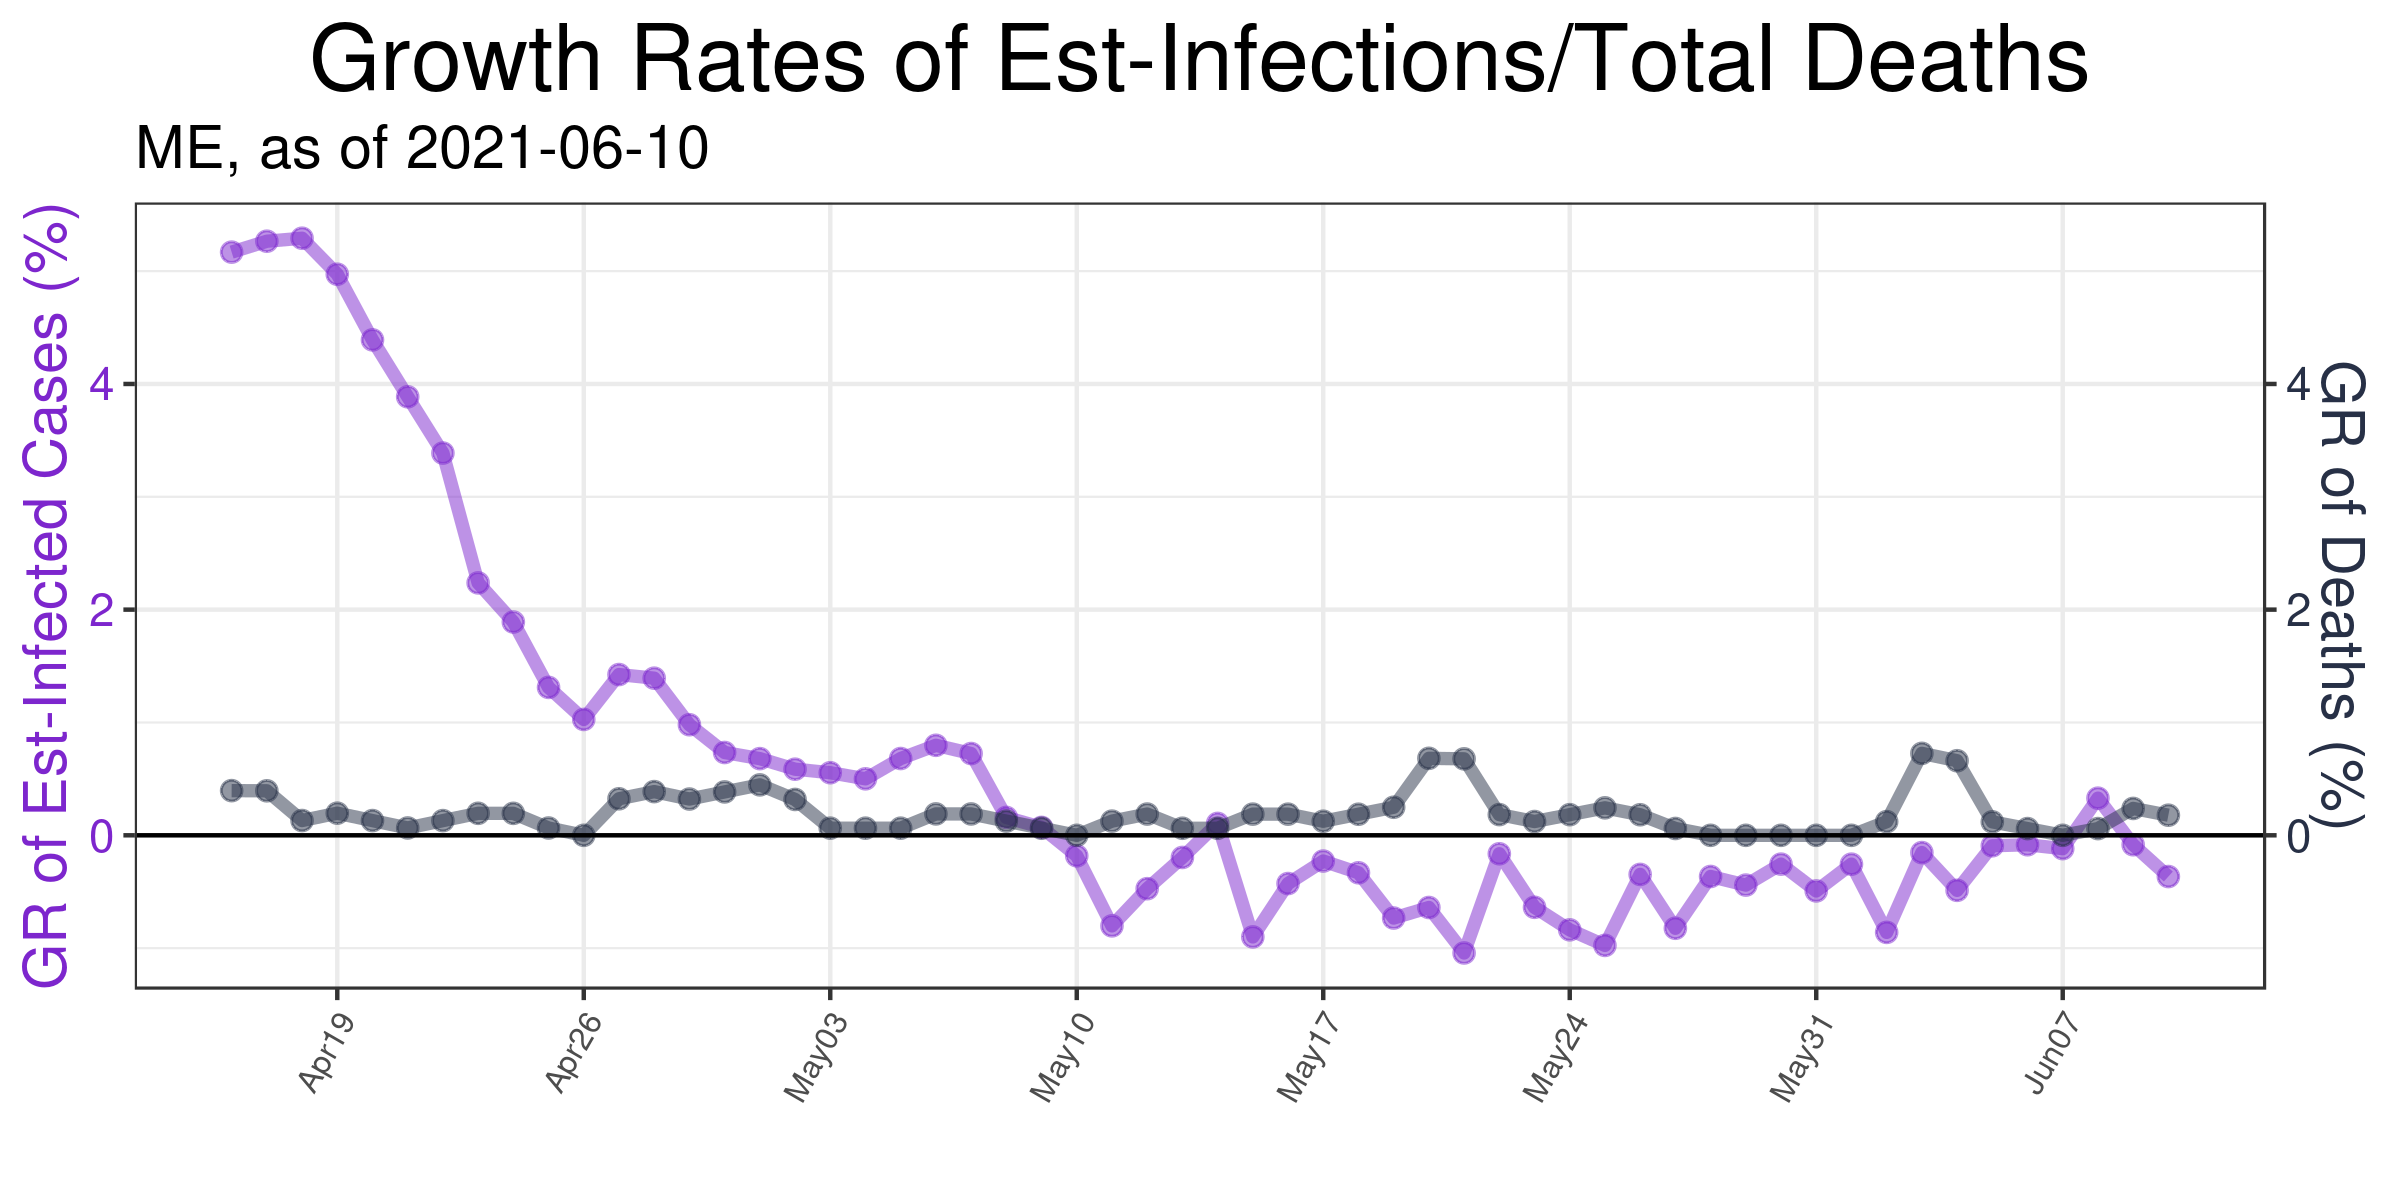 Growth Rates of Est-Infections/Total Deaths
ME, as of 2021-06-10
GR of Est-Infected Cases (%)
4
2
0
4
2
0
GR of Deaths (%)
Apr19
Apr26
May03
May10
May17
May24
May31
Jun07